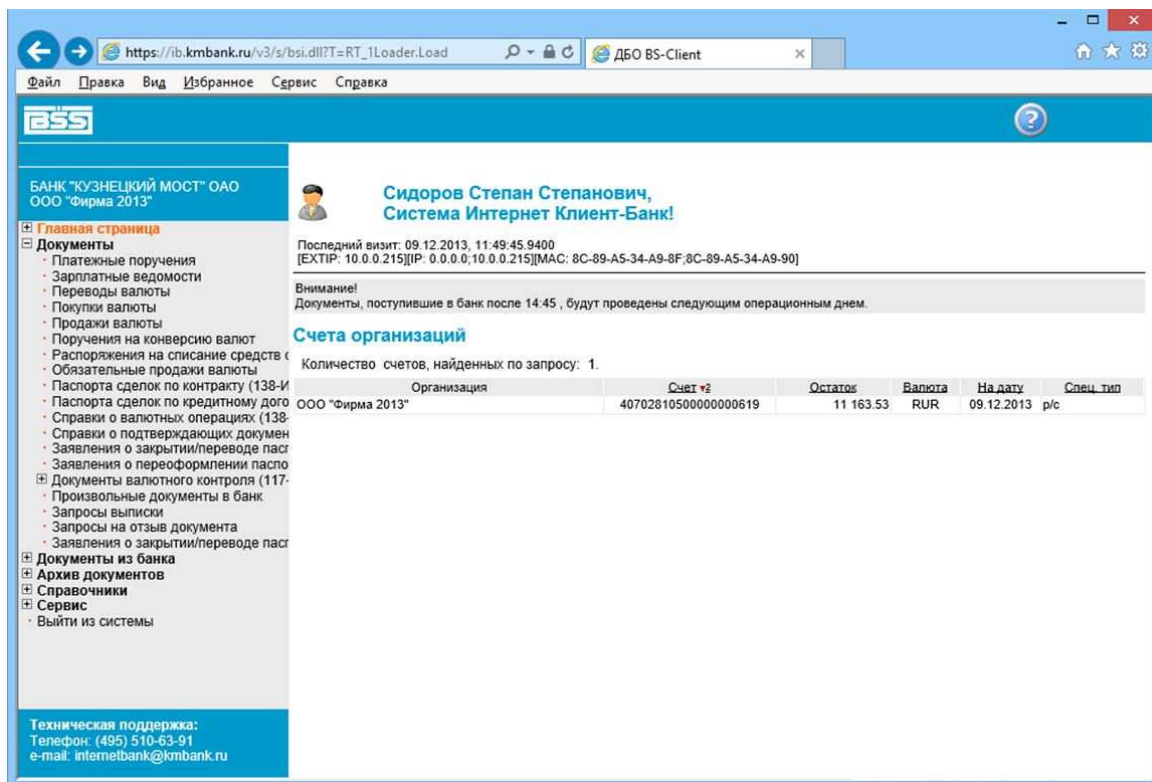 https://ib.kmbank.ru/v3/s/bsi.dll?T=RT_1Loader.Load
ДБО BS-Client
Файл Правка Вид Избранное Сервис Справка
BSS
БАНК "КУЗНЕЦКИЙ МОСТ" ОАО
ООО "Фирма 2013"
Главная страница
Документы
Платежные поручения
Зарплатные ведомости
Переводы валюты
Покупки валюты
Продажи валюты
Поручения на конверсию валют
Распоряжения на списание средств с
Обязательные продажи валюты
Паспорта сделок по контракту (138-И
Паспорта сделок по кредитному дого
Справки о валютных операциях (138-
Справки о подтверждающих докумен
Заявления о закрытии/переводе пасп
Заявления о переоформлении паспо
Документы валютного контроля (117-
Произвольные документы в банк
Запросы выписки
Запросы на отзыв документа
Заявления о закрытии/переводе пасп
Документы из банка
Архив документов
Справочники
Сервис
Выйти из системы
Техническая поддержка:
Телефон: (495) 510-63-91
e-mail: internetbank@kmbank.ru
Сидоров Степан Степанович,
Система Интернет Клиент-Банк!
Последний визит: 09.12.2013, 11:49:45.9400
[EXTIP: 10.0.0.215][IP: 0.0.0.0;10.0.0.215][MAC: 8C-89-A5-34-A9-8F;8C-89-A5-34-A9-90]
Внимание!
Документы, поступившие в банк после 14:45 , будут проведены следующим операционным днем.
Счета организаций
Количество счетов, найденных по запросу: 1.
Организация Счет 2 Остаток Валюта На дату Спец. тип
ООО "Фирма 2013" 40702810500000000619 11 163.53 RUR 09.12.2013 р/с